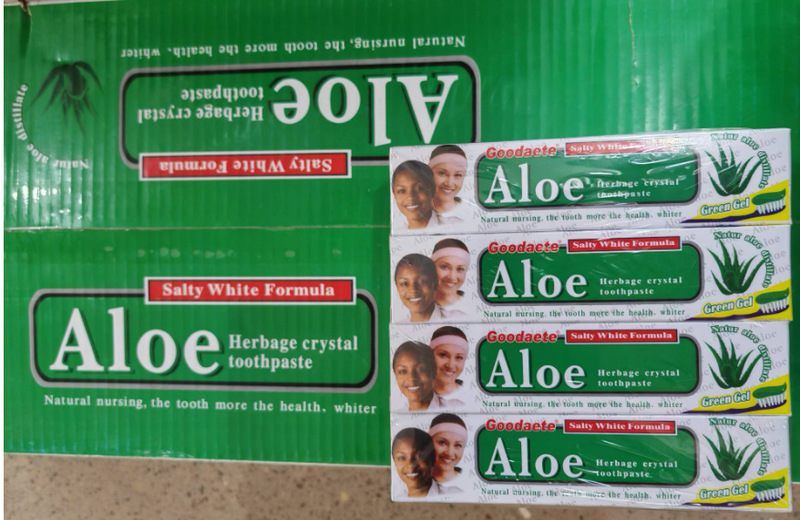 Natural nursing, the tooth more the health, whiter
Aloe
Herbage crystal
toothpaste
Salty White Formula
Natur aloe distillate
Salty White Formula
Aloe
Herbage crystal
toothpaste
Natural nursing, the tooth more the health, whiter
Goodaete
Salty White Formula
Natur aloe distillate
Aloe
Herbage crystal
toothpaste
Green Gel
Natural nursing, the tooth more the health, whiter
Goodaete
Salty White Formula
Natur aloe distillate
Aloe
Herbage crystal
toothpaste
Green Gel
Natural nursing, the tooth more the health, whiter
Goodaete
Salty White Formula
Natur aloe distillate
Aloe
Herbage crystal
toothpaste
Green Gel
Natural nursing, the tooth more the health, whiter
Goodaete
Salty White Formula
Natur aloe distillate
Aloe
Herbage crystal
toothpaste
Green Gel
Natural nursing, the tooth more the health, whiter